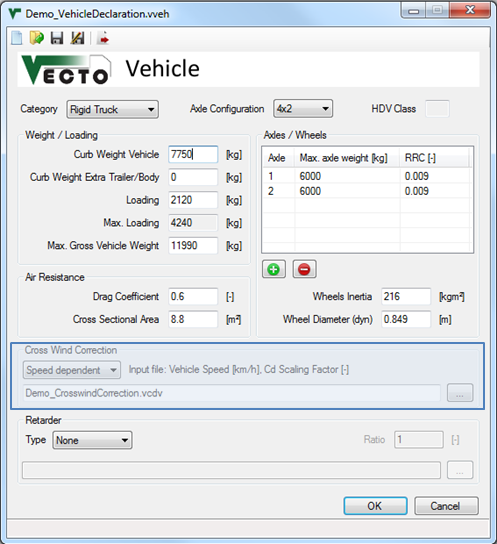 Demo_VehicleDeclaration.vveh
VECTO Vehicle
Category Rigid Truck Axle Configuration 4x2 HDV Class
Weight / Loading
Curb Weight Vehicle 7750 [kg]
Curb Weight Extra Trailer/Body 0 [kg]
Loading 2120 [kg]
Max. Loading 4240 [kg]
Max. Gross Vehicle Weight 11990 [kg]
Axles / Wheels
Axle Max. axle weight [kg] RRC [-]
1 6000 0.009
2 6000 0.009
Air Resistance
Drag Coefficient 0.6 [-]
Cross Sectional Area 8.8 [m²]
Wheels Inertia 216 [kgm²]
Wheel Diameter (dyn) 0.849 [m]
Cross Wind Correction
Speed dependent Input file: Vehicle Speed [km/h], Cd Scaling Factor [-]
Demo_CrosswindCorrection.vcdv ...
Retarder
Type None Ratio 1 [-]
...
OK Cancel